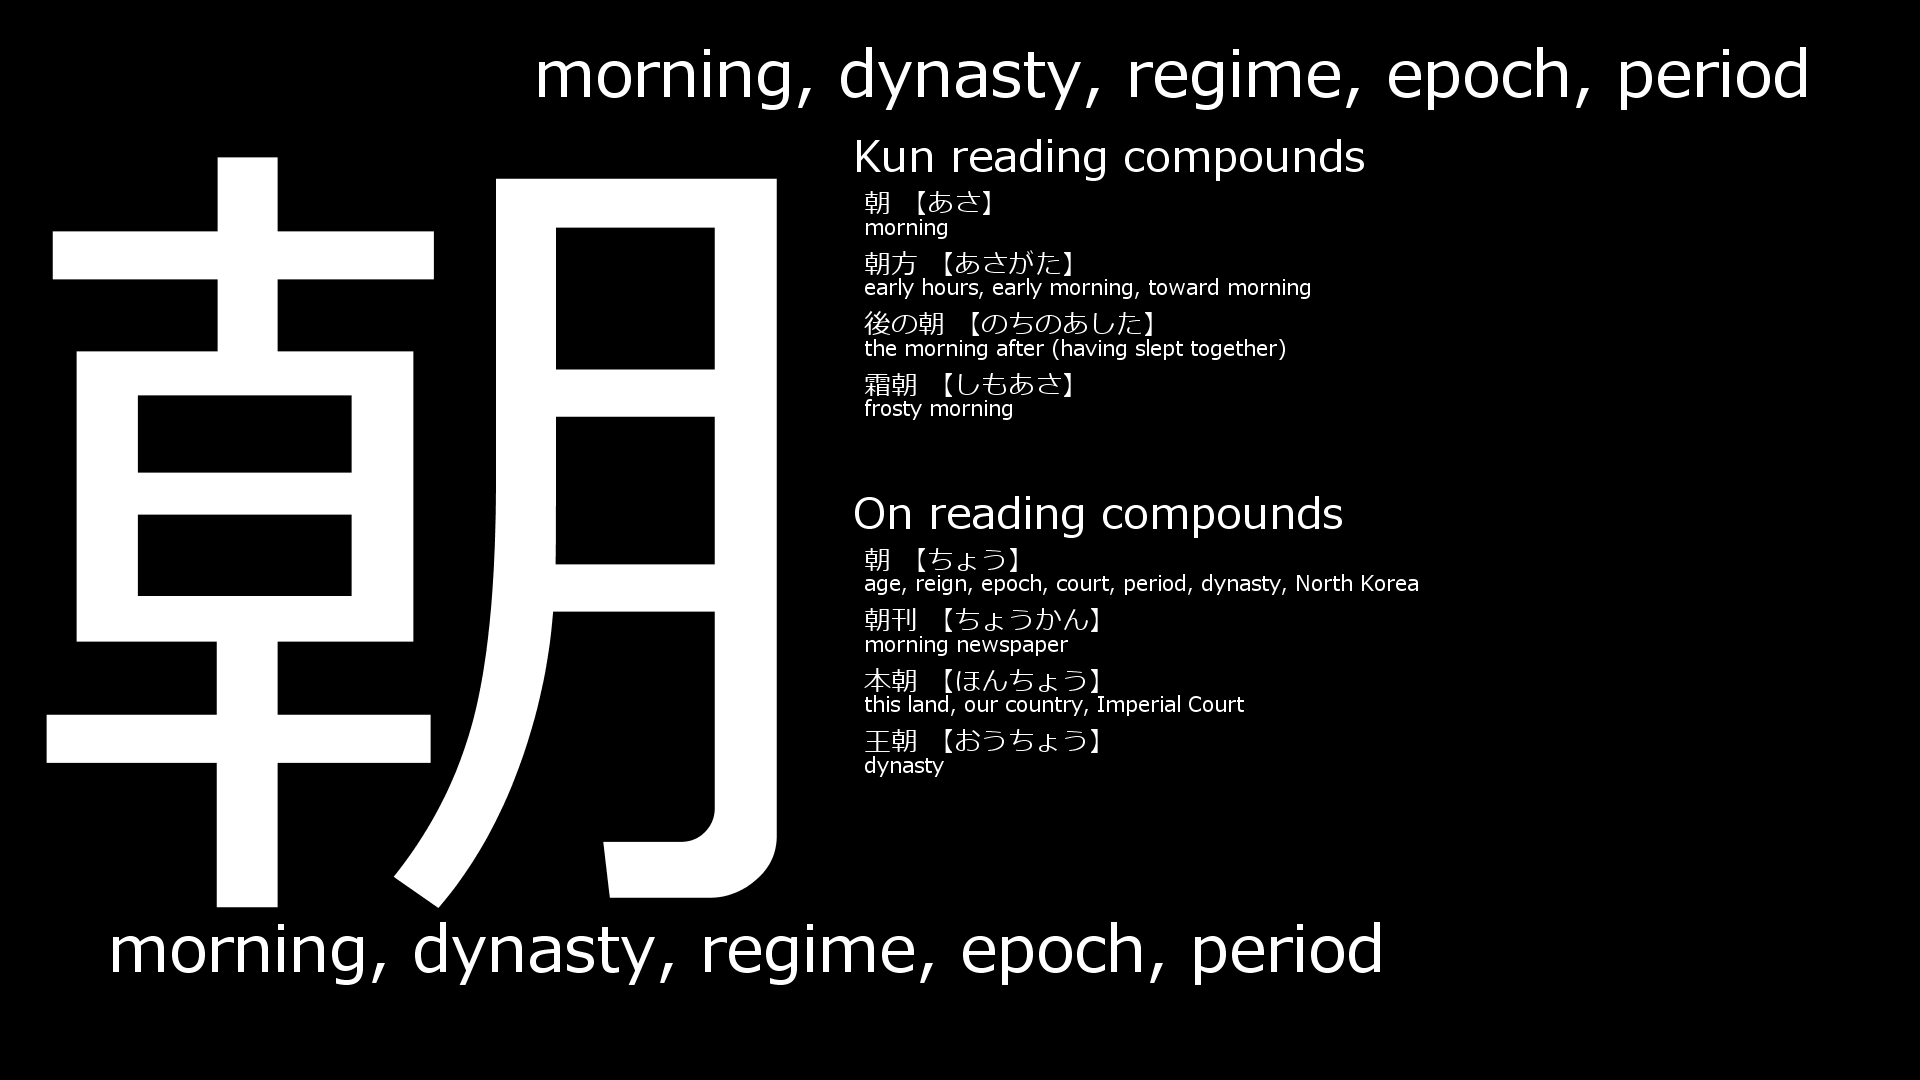 morning, dynasty, regime, epoch, period
朝
Kun reading compounds
朝 【あさ】
morning
朝方 【あさがた】
early hours, early morning, toward morning
後の朝 【のちのあした】
the morning after (having slept together)
霜朝 【しもあさ】
frosty morning
On reading compounds
朝 【ちょう】
age, reign, epoch, court, period, dynasty, North Korea
朝刊 【ちょうかん】
morning newspaper
本朝 【ほんちょう】
this land, our country, Imperial Court
王朝 【おうちょう】
dynasty
morning, dynasty, regime, epoch, period